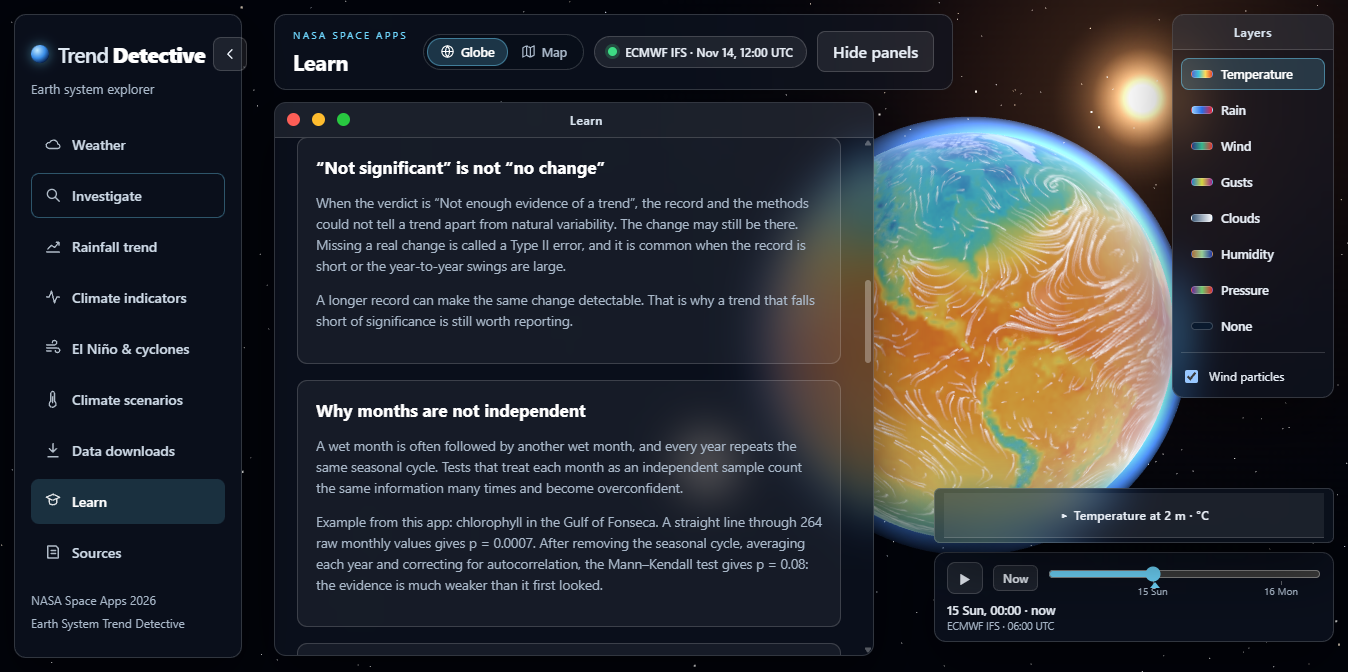 Trend Detective
Earth system explorer
Weather
Investigate
Rainfall trend
Climate indicators
El Niño & cyclones
Climate scenarios
Data downloads
Learn
Sources
NASA Space Apps 2026
Earth System Trend Detective
NASA SPACE APPS
Learn
Globe
Map
ECMWF IFS · Nov 14, 12:00 UTC
Hide panels
Learn
“Not significant” is not “no change”
When the verdict is “Not enough evidence of a trend”, the record and the methods
could not tell a trend apart from natural variability. The change may still be there.
Missing a real change is called a Type II error, and it is common when the record is
short or the year-to-year swings are large.
A longer record can make the same change detectable. That is why a trend that falls
short of significance is still worth reporting.
Why months are not independent
A wet month is often followed by another wet month, and every year repeats the
same seasonal cycle. Tests that treat each month as an independent sample count
the same information many times and become overconfident.
Example from this app: chlorophyll in the Gulf of Fonseca. A straight line through 264
raw monthly values gives p = 0.0007. After removing the seasonal cycle, averaging
each year and correcting for autocorrelation, the Mann–Kendall test gives p = 0.08:
the evidence is much weaker than it first looked.
Layers
Temperature
Rain
Wind
Gusts
Clouds
Humidity
Pressure
None
Wind particles
Temperature at 2 m · °C
Now
15 Sun
16 Mon
15 Sun, 00:00 · now
ECMWF IFS · 06:00 UTC